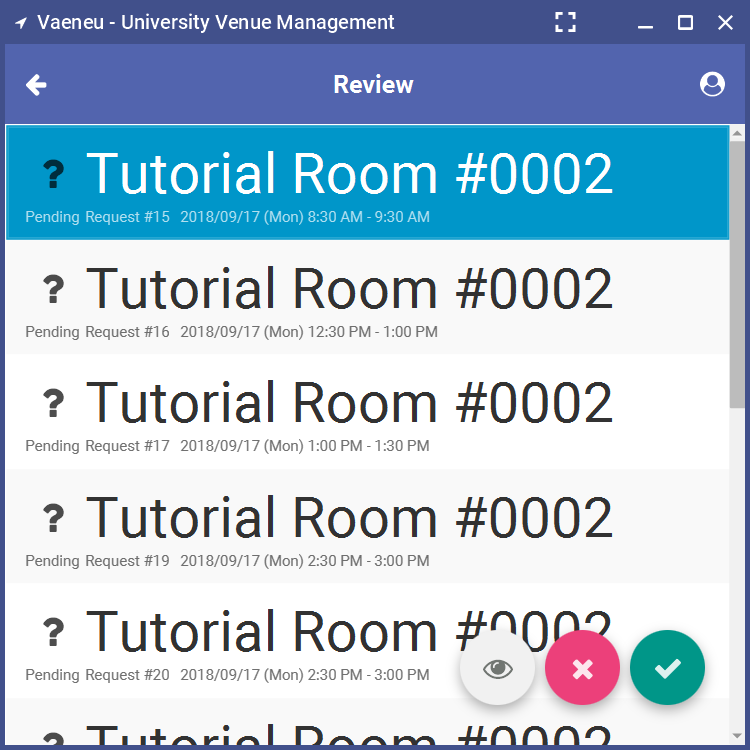 Vaeneu - University Venue Management
Review
? Tutorial Room #0002
Pending Request #15 2018/09/17 (Mon) 8:30 AM - 9:30 AM
? Tutorial Room #0002
Pending Request #16 2018/09/17 (Mon) 12:30 PM - 1:00 PM
? Tutorial Room #0002
Pending Request #17 2018/09/17 (Mon) 1:00 PM - 1:30 PM
? Tutorial Room #0002
Pending Request #19 2018/09/17 (Mon) 2:30 PM - 3:00 PM
? Tutorial Room #0002
Pending Request #20 2018/09/17 (Mon) 2:30 PM - 3:00 PM
? Tutorial Room #0002